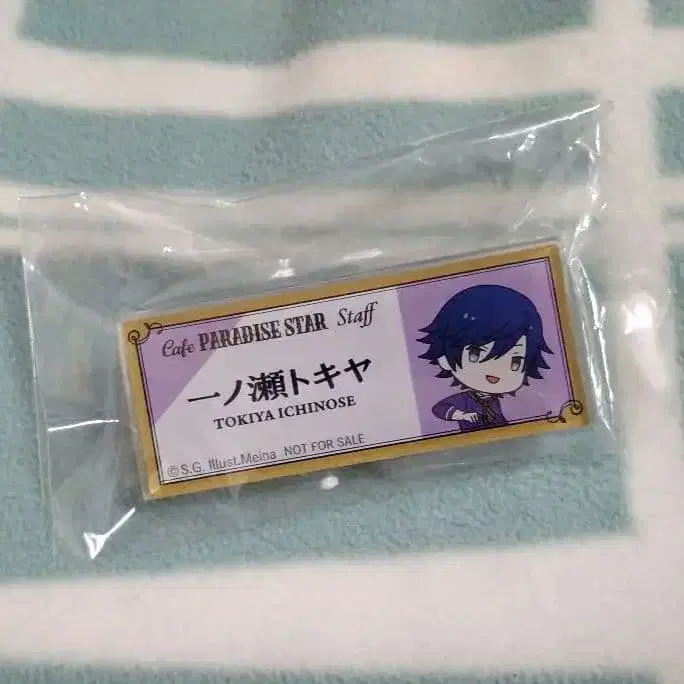 Cafe PARADISE STAR Staff
一ノ瀬トキヤ
TOKIYA ICHINOSE
©S.G. Illust.Meina NOT FOR SALE